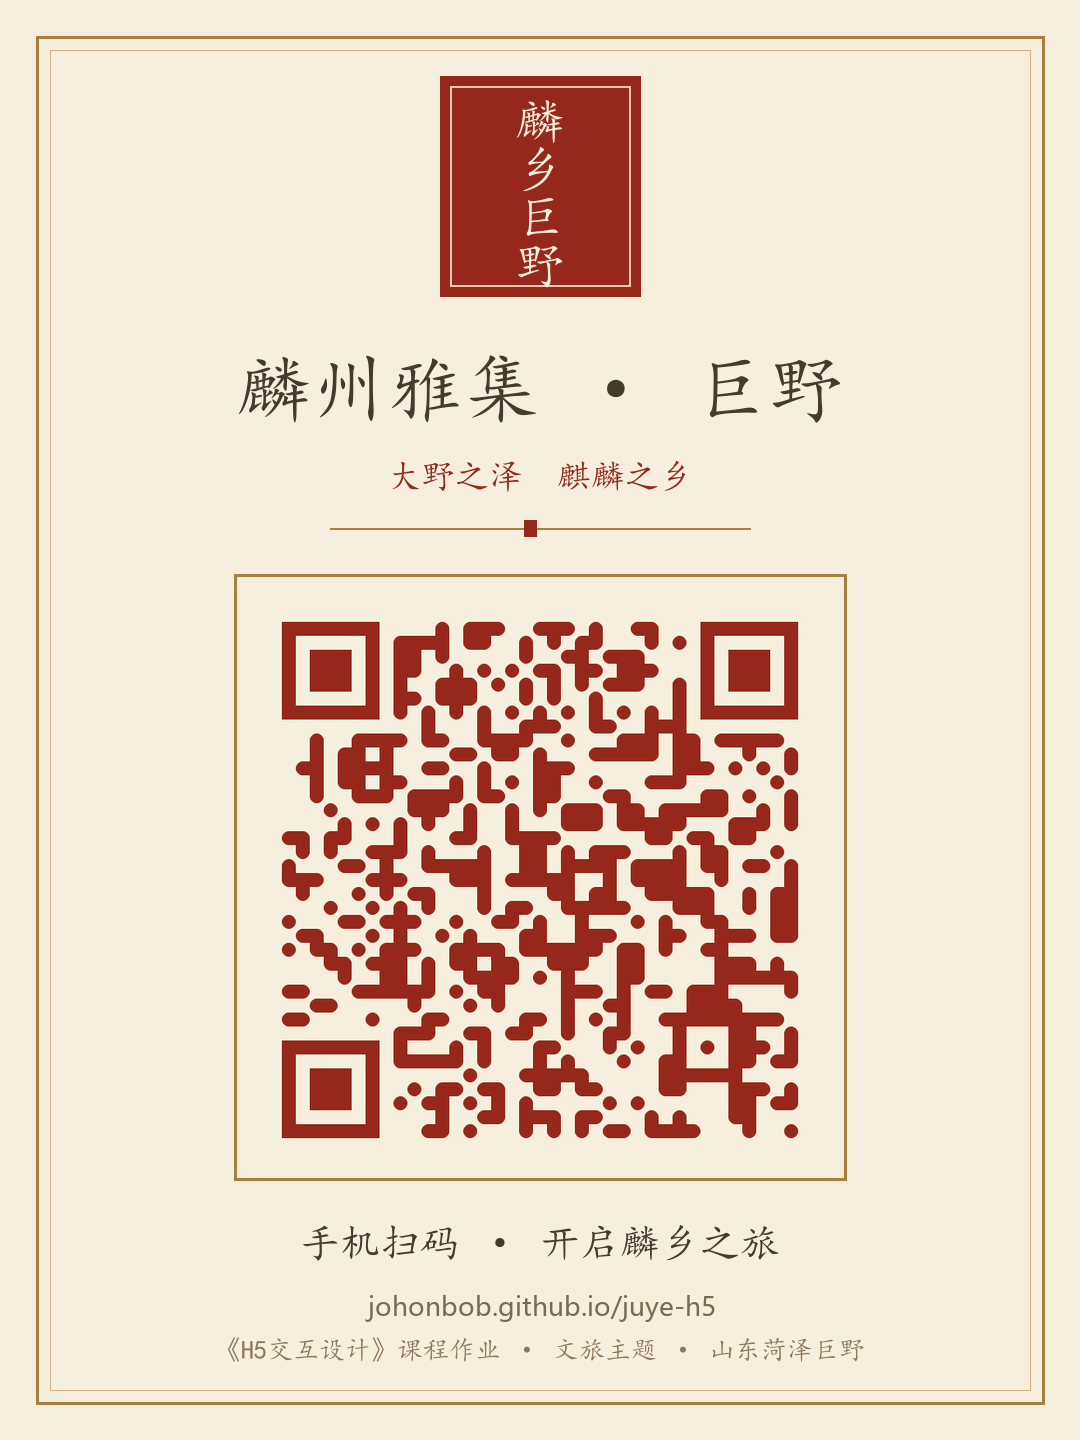 麟乡巨野
麟州雅集 · 巨野
大野之泽 麒麟之乡
手机扫码 · 开启麟乡之旅
johonbob.github.io/juye-h5
《H5交互设计》课程作业 · 文旅主题 · 山东菏泽巨野